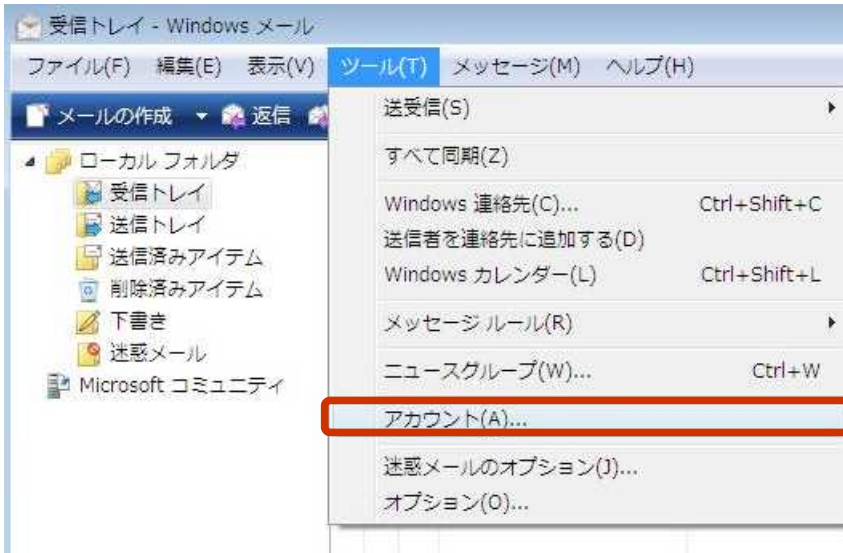 受信トレイ - Windows メール
ファイル(F) 編集(E) 表示(V) ツール(T) メッセージ(M) ヘルプ(H)
メールの作成 返信
ローカル フォルダ
受信トレイ
送信トレイ
送信済みアイテム
削除済みアイテム
下書き
迷惑メール
Microsoft コミュニティ
送受信(S)
すべて同期(Z)
Windows 連絡先(C)... Ctrl+Shift+C
送信者を連絡先に追加する(D)
Windows カレンダー(L) Ctrl+Shift+L
メッセージ ルール(R)
ニュースグループ(W)... Ctrl+W
アカウント(A)...
迷惑メールのオプション(J)...
オプション(O)...